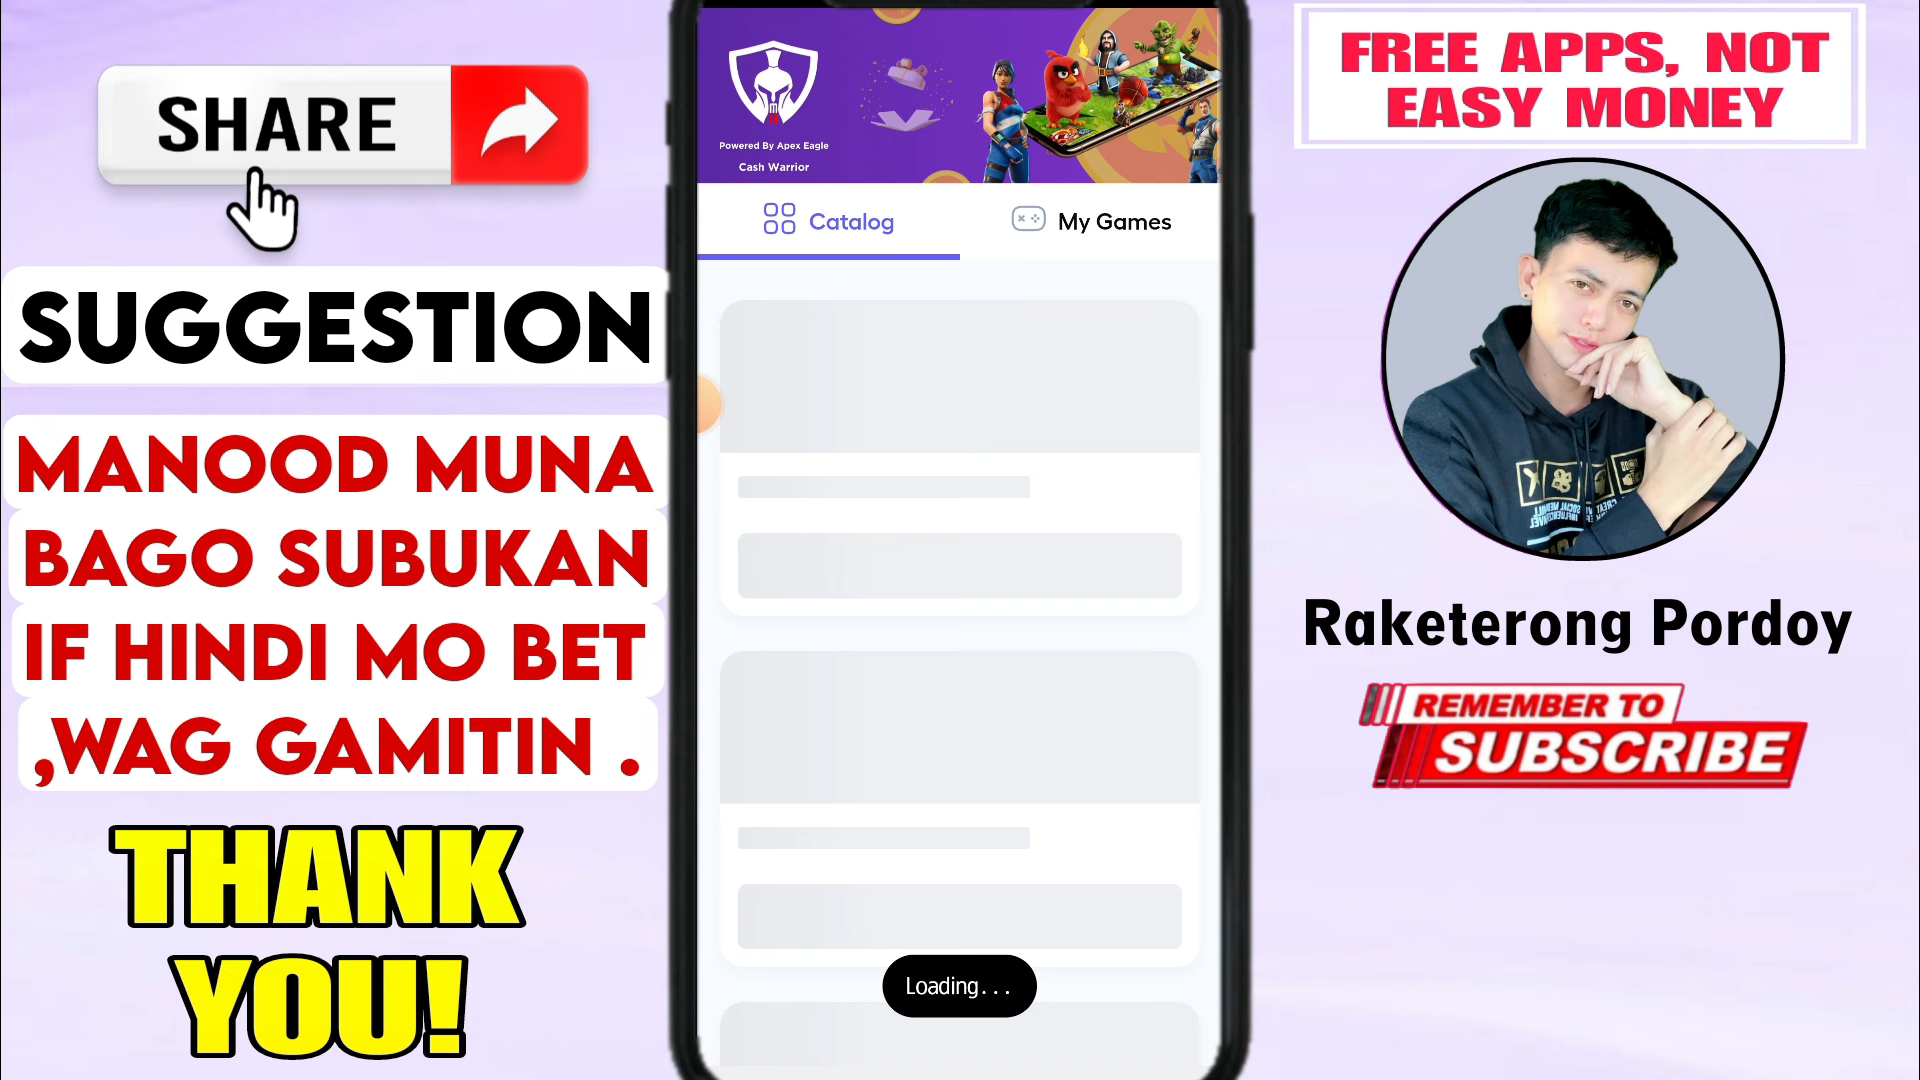 SHARE
SUGGESTION
MANOOD MUNA
BAGO SUBUKAN
IF HINDI MO BET
,WAG GAMITIN .
THANK
YOU!
Powered By Apex Eagle
Cash Warrior
Catalog
My Games
Loading...
FREE APPS, NOT
EASY MONEY
Raketerong Pordoy
REMEMBER TO
SUBSCRIBE